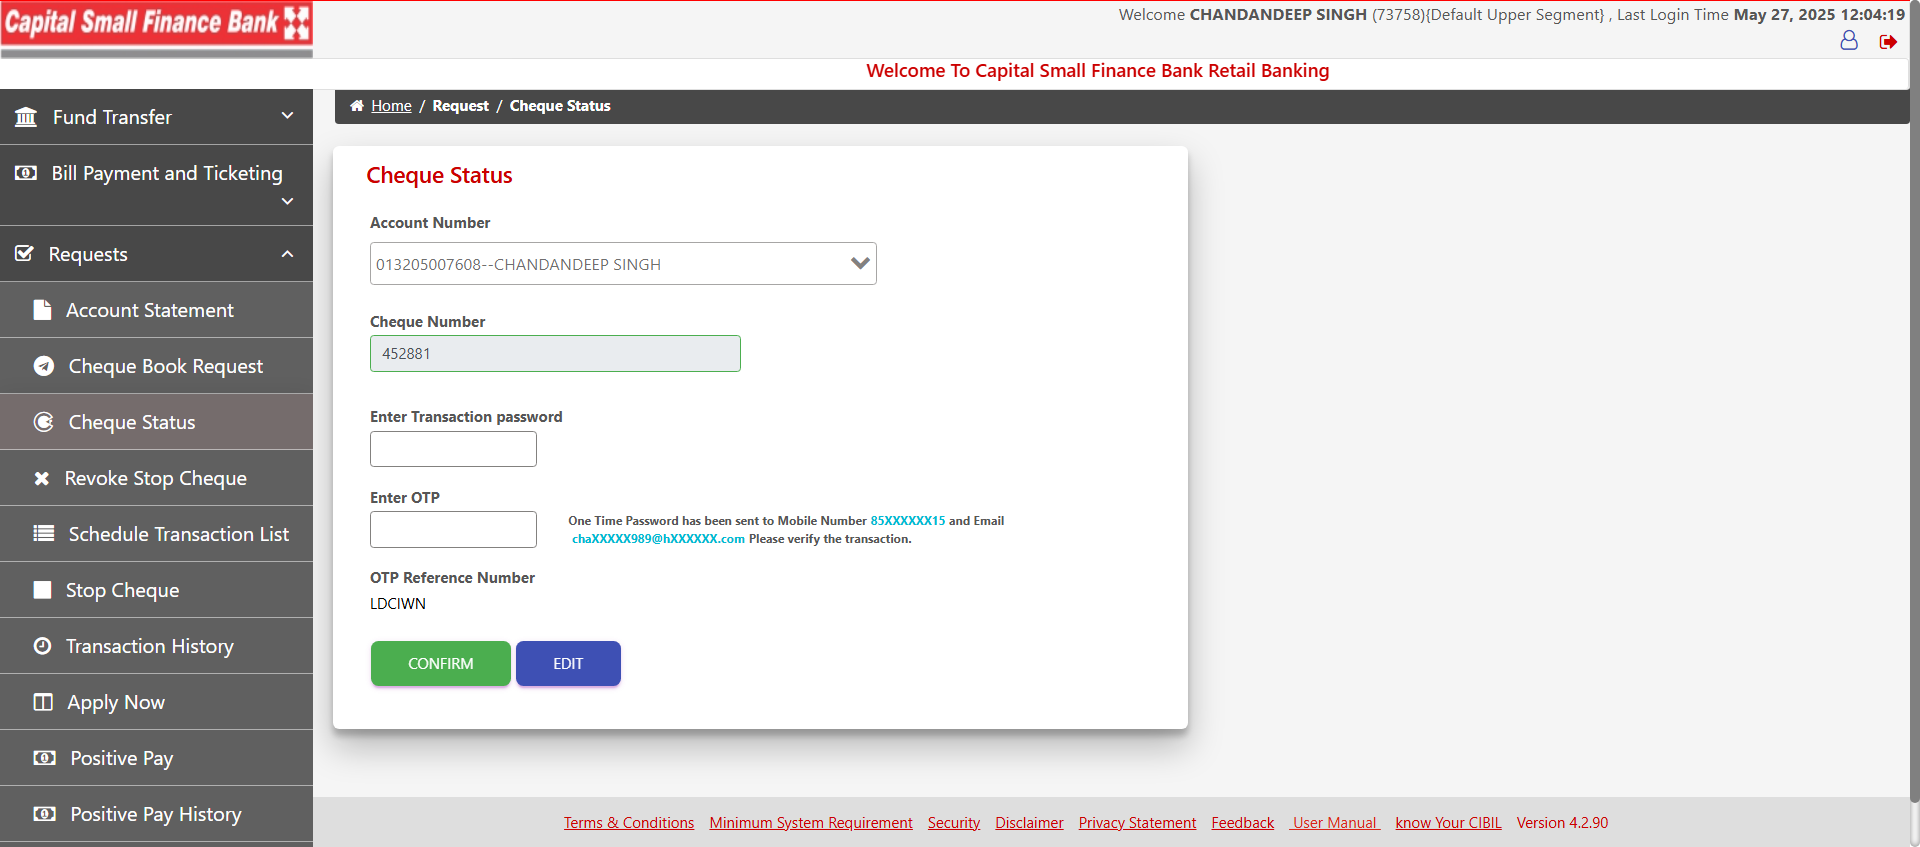 Capital Small Finance Bank
Welcome CHANDANDEEP SINGH (73758){Default Upper Segment} , Last Login Time May 27, 2025 12:04:19
Welcome To Capital Small Finance Bank Retail Banking
Fund Transfer
Bill Payment and Ticketing
Requests
Account Statement
Cheque Book Request
Cheque Status
Revoke Stop Cheque
Schedule Transaction List
Stop Cheque
Transaction History
Apply Now
Positive Pay
Positive Pay History
Home / Request / Cheque Status
Cheque Status
Account Number
013205007608--CHANDANDEEP SINGH
Cheque Number
452881
Enter Transaction password
Enter OTP
One Time Password has been sent to Mobile Number 85XXXXXX15 and Email
chaXXXXX989@hXXXXXX.com Please verify the transaction.
OTP Reference Number
LDCIWN
CONFIRM EDIT
Terms & Conditions Minimum System Requirement Security Disclaimer Privacy Statement Feedback User Manual know Your CIBIL Version 4.2.90